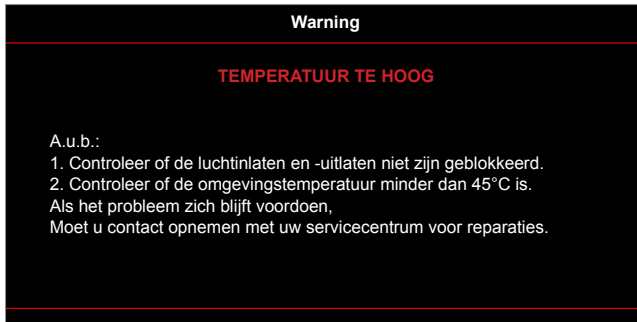 Warning
TEMPERATUUR TE HOOG
A.u.b.:
1. Controleer of de luchtinlaten en -uitlaten niet zijn geblokkeerd.
2. Controleer of de omgevingstemperatuur minder dan 45°C is.
Als het probleem zich blijft voordoen,
Moet u contact opnemen met uw servicecentrum voor reparaties.